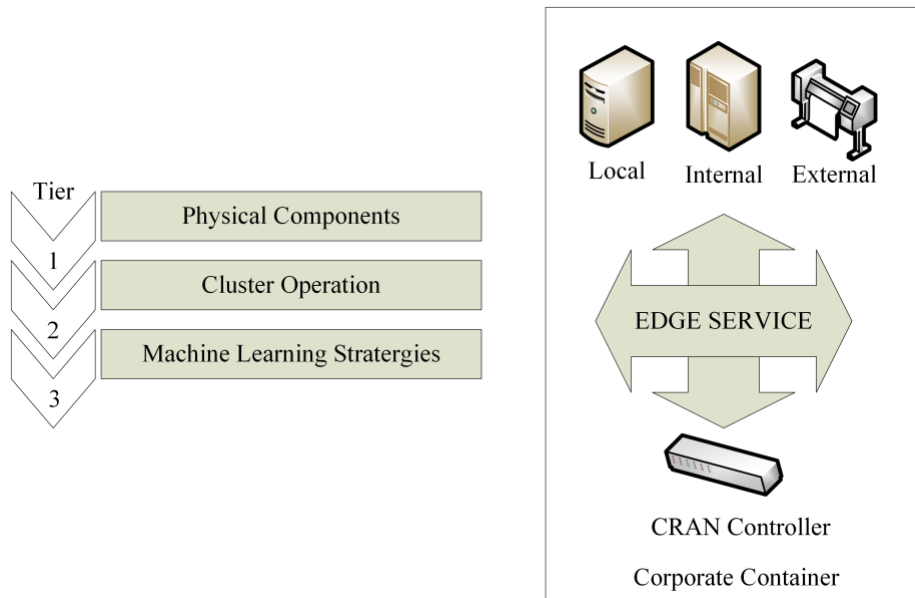 Tier
Physical Components
1
Cluster Operation
2
Machine Learning Stratergies
3
Local Internal External
EDGE SERVICE
CRAN Controller
Corporate Container